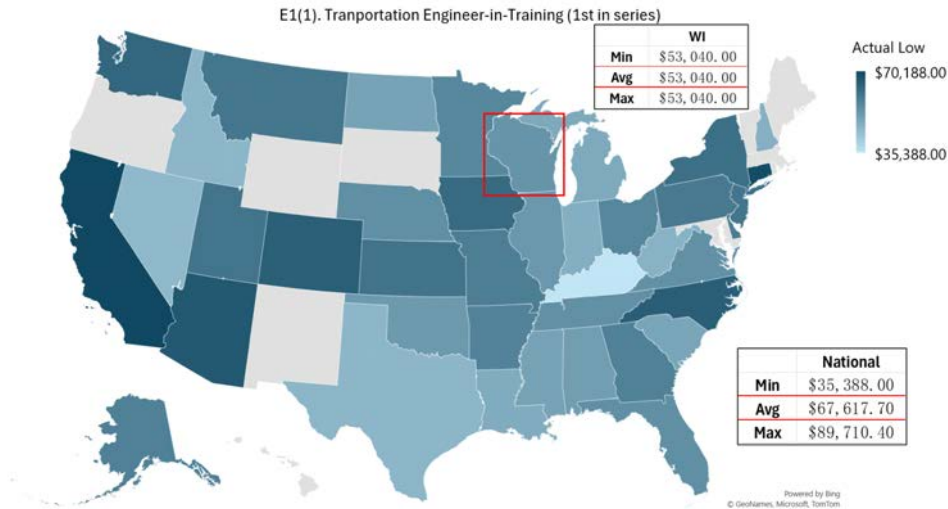 E1(1). Tranportation Engineer-in-Training (1st in series)
WI
Min $53,040.00
Avg $53,040.00
Max $53,040.00
Actual Low
$70,188.00
$35,388.00
National
Min $35,388.00
Avg $67,617.70
Max $89,710.40
Powered by Bing
© GeoNames, Microsoft, TomTom